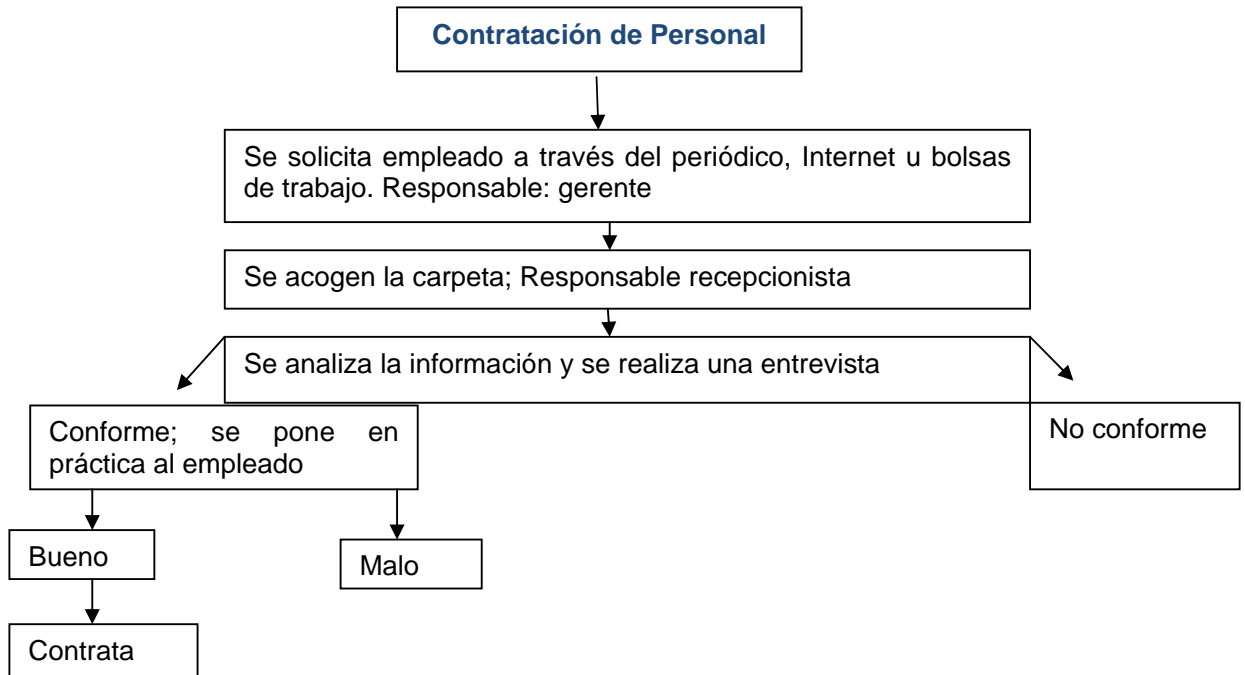 Contratación de Personal
Se solicita empleado a través del periódico, Internet u bolsas
de trabajo. Responsable: gerente
Se acogen la carpeta; Responsable recepcionista
Se analiza la información y se realiza una entrevista
Conforme; se pone en
práctica al empleado
No conforme
Bueno
Malo
Contrata